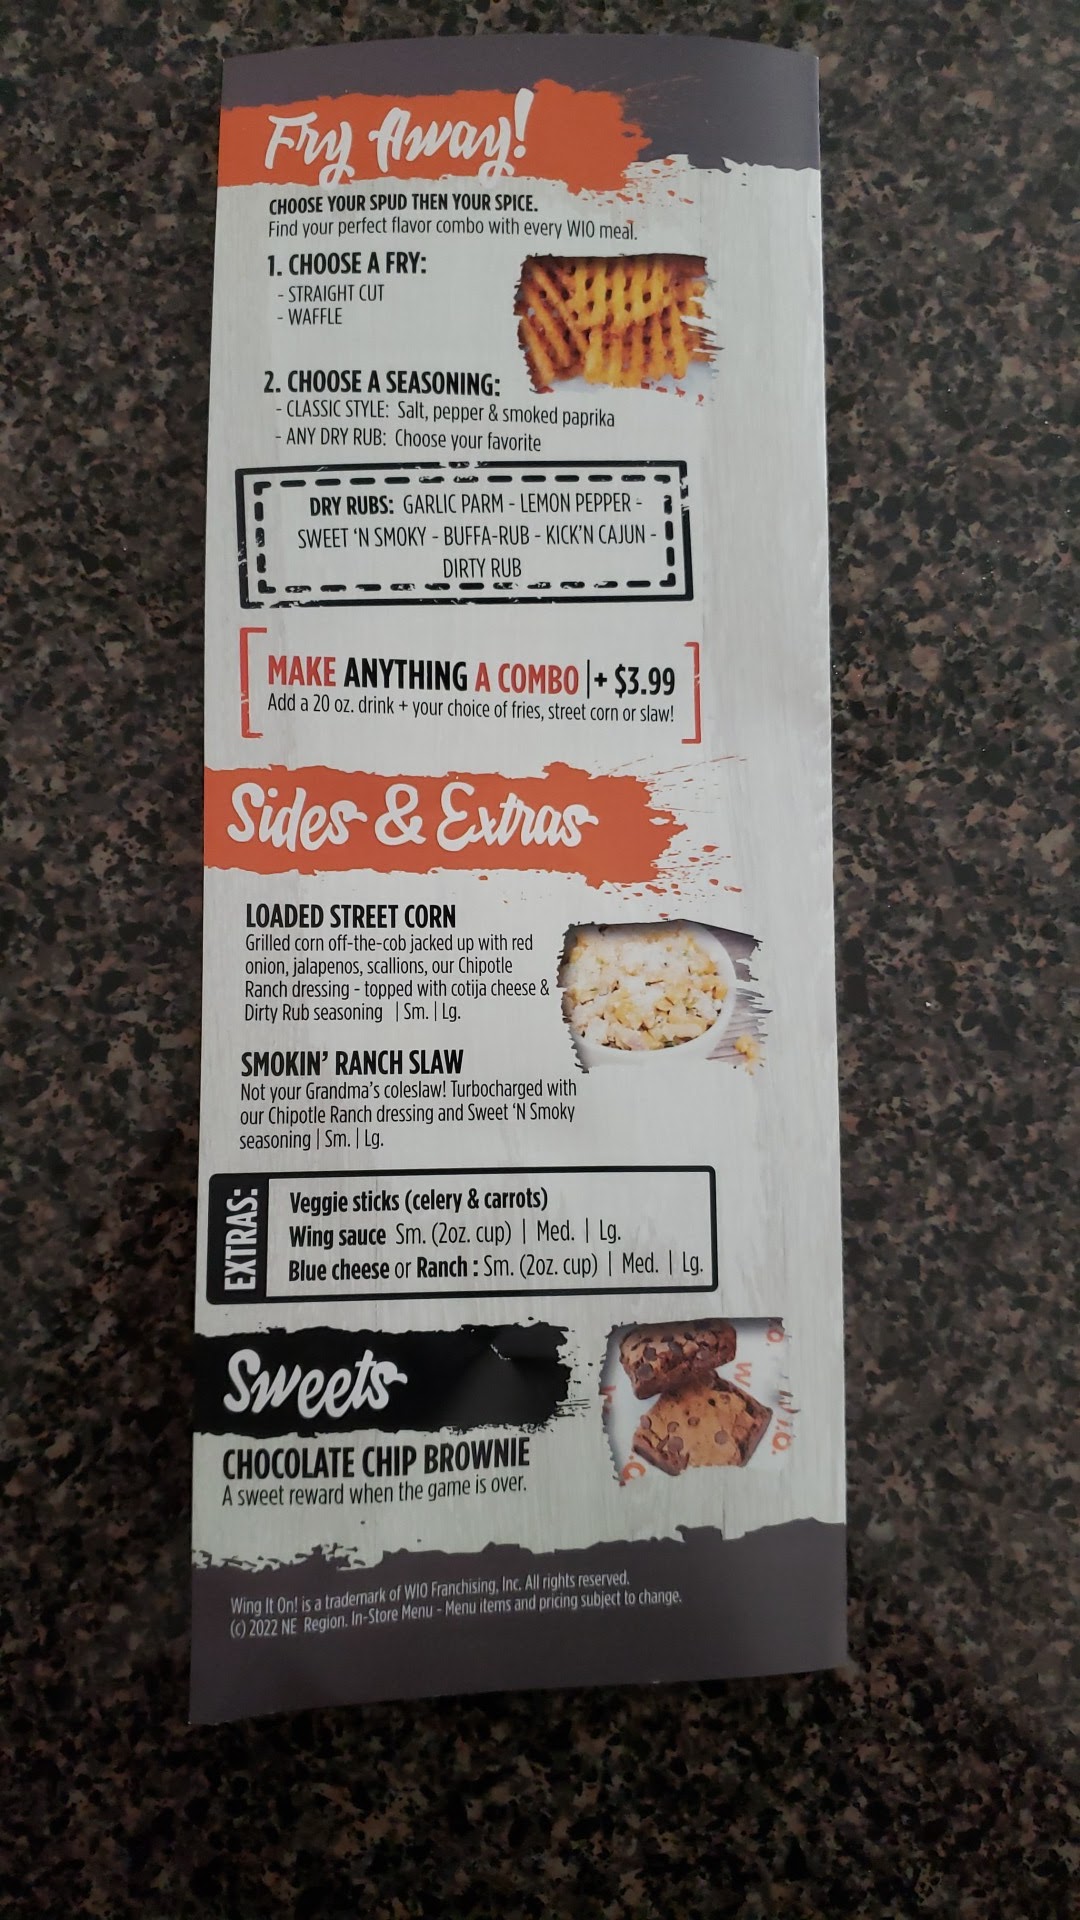 Fry Away!
CHOOSE YOUR SPUD THEN YOUR SPICE.
Find your perfect flavor combo with every WIO meal.
1. CHOOSE A FRY:
- STRAIGHT CUT
- WAFFLE
2. CHOOSE A SEASONING:
- CLASSIC STYLE: Salt, pepper & smoked paprika
- ANY DRY RUB: Choose your favorite
DRY RUBS: GARLIC PARM - LEMON PEPPER -
SWEET 'N SMOKY - BUFFA-RUB - KICK'N CAJUN -
DIRTY RUB
MAKE ANYTHING A COMBO | + $3.99
Add a 20 oz. drink + your choice of fries, street corn or slaw!
Sides & Extras
LOADED STREET CORN
Grilled corn off-the-cob jacked up with red
onion, jalapenos, scallions, our Chipotle
Ranch dressing - topped with cotija cheese &
Dirty Rub seasoning | Sm. | Lg.
SMOKIN' RANCH SLAW
Not your Grandma's coleslaw! Turbocharged with
our Chipotle Ranch dressing and Sweet 'N Smoky
seasoning | Sm. | Lg.
EXTRAS:
Veggie sticks (celery & carrots)
Wing sauce Sm. (2oz. cup) | Med. | Lg.
Blue cheese or Ranch : Sm. (2oz. cup) | Med. | Lg.
Sweets
CHOCOLATE CHIP BROWNIE
A sweet reward when the game is over.
Wing It On! is a trademark of WIO Franchising, Inc. All rights reserved.
(c) 2022 NE Region. In-Store Menu - Menu items and pricing subject to change.